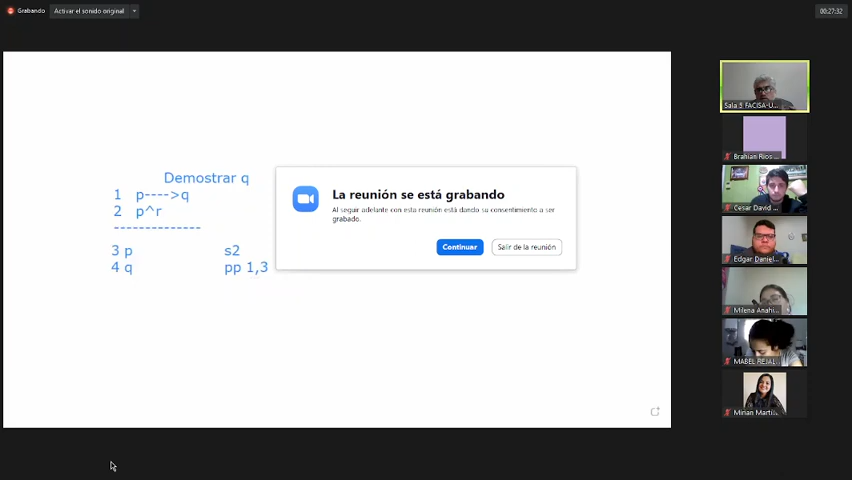 Grabando
Activar el sonido original
00:27:32
Demostrar q
1 p---->q
2 p^r
--------------
3 p s2
4 q pp 1,3
La reunión se está grabando
Al seguir adelante con esta reunión está dando su consentimiento a ser
grabado.
Continuar
Salir de la reunión
Sala 5 FACISA-U...
Brahian Rios ...
Cesar David ...
Edgar Daniel...
Milena Anahi...
MABEL REJAL...
Mirian Marti...